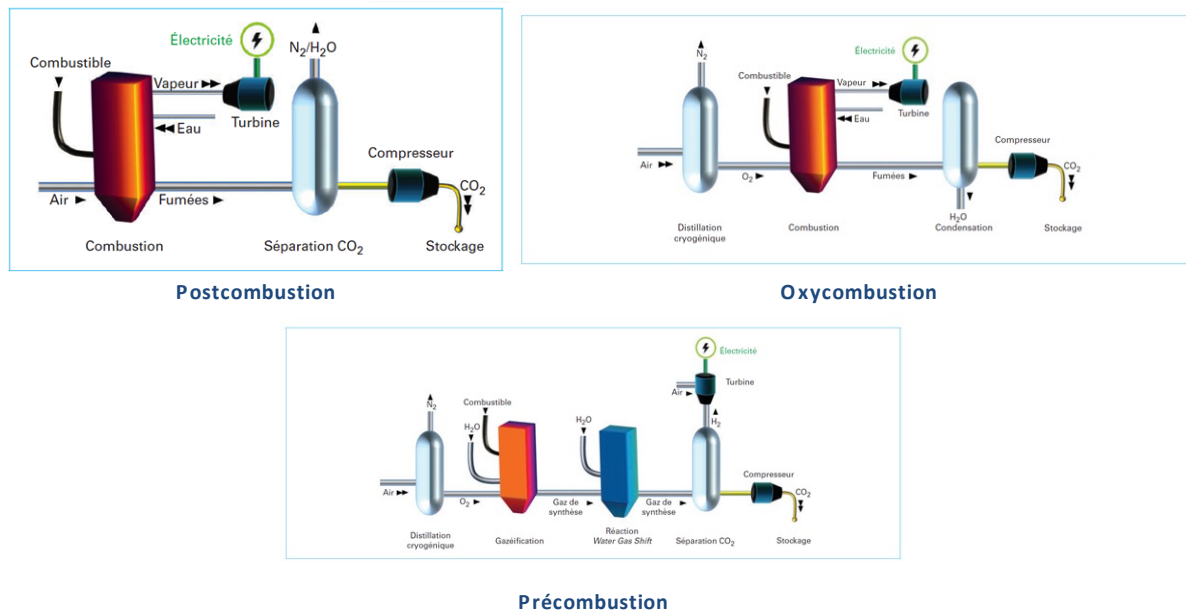 Électricité
N₂/H₂O
Combustible
Vapeur
Turbine
Eau
Compresseur
CO₂
Air
Fumées
Combustion
Séparation CO₂
Stockage
Postcombustion
Électricité
N₂
Combustible
Vapeur
Turbine
Eau
Compresseur
Air
CO₂
O₂
Fumées
H₂O
Distillation
cryogénique
Combustion
Condensation
Stockage
Oxycombustion
Électricité
Turbine
Air
N₂
Combustible
H₂O
H₂O
H₂
Compresseur
Air
CO₂
O₂
Gaz de
synthèse
Gaz de
synthèse
Distillation
cryogénique
Gazéification
Réaction
Water Gas Shift
Séparation CO₂
Stockage
Précombustion